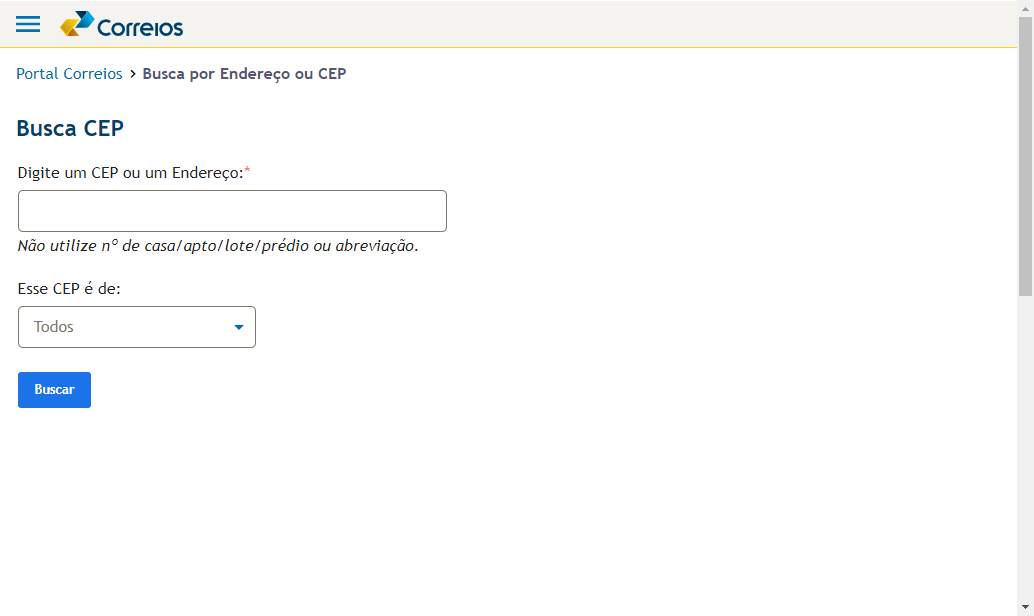 Correios
Portal Correios > Busca por Endereço ou CEP
Busca CEP
Digite um CEP ou um Endereço:*
Não utilize nº de casa/apto/lote/prédio ou abreviação.
Esse CEP é de:
Todos
Buscar